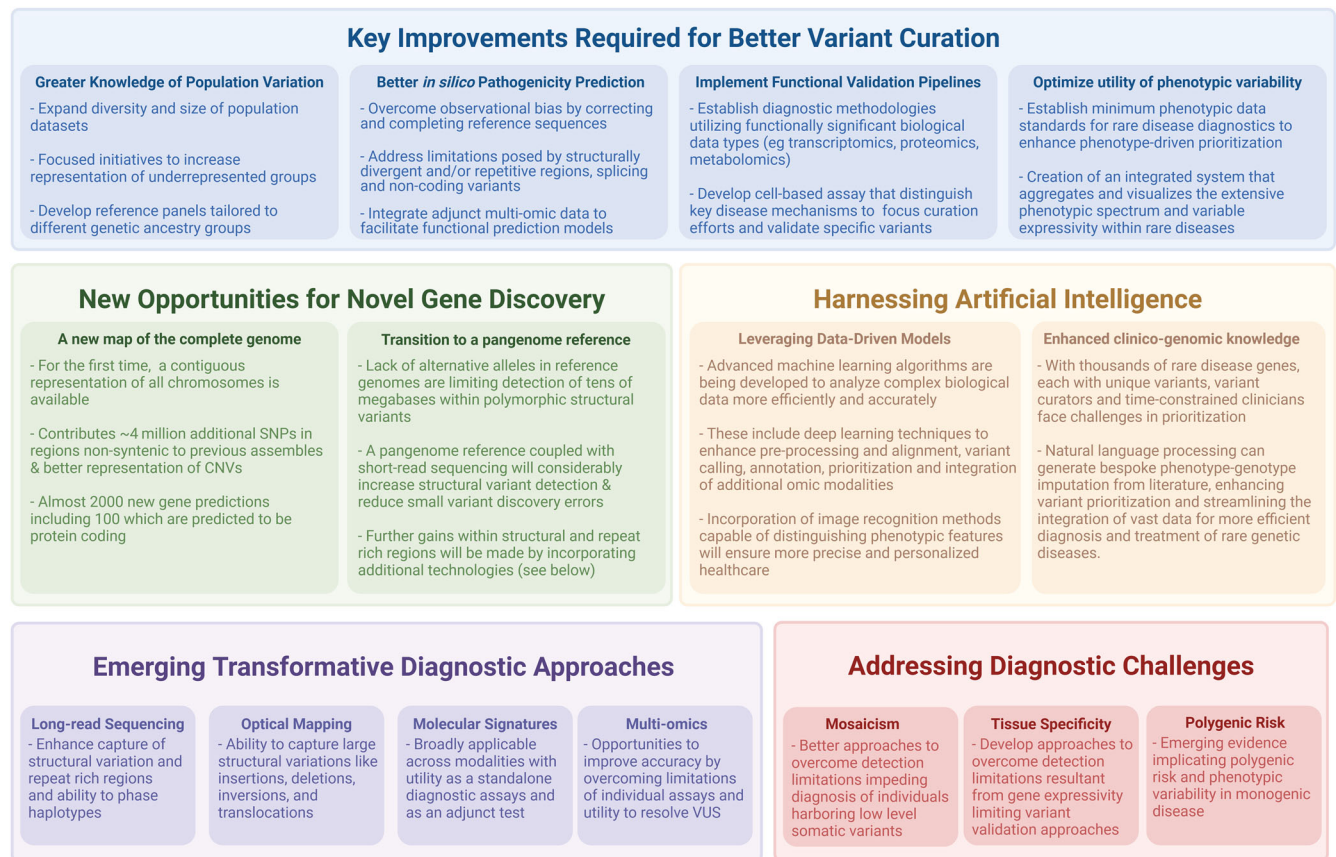 Key Improvements Required for Better Variant Curation
Greater Knowledge of Population Variation
- Expand diversity and size of population
datasets
- Focused initiatives to increase
representation of underrepresented groups
- Develop reference panels tailored to
different genetic ancestry groups
Better in silico Pathogenicity Prediction
- Overcome observational bias by correcting
and completing reference sequences
- Address limitations posed by structurally
divergent and/or repetitive regions, splicing
and non-coding variants
- Integrate adjunct multi-omic data to
facilitate functional prediction models
Implement Functional Validation Pipelines
- Establish diagnostic methodologies
utilizing functionally significant biological
data types (eg transcriptomics, proteomics,
metabolomics)
- Develop cell-based assay that distinguish
key disease mechanisms to focus curation
efforts and validate specific variants
Optimize utility of phenotypic variability
- Establish minimum phenotypic data
standards for rare disease diagnostics to
enhance phenotype-driven prioritization
- Creation of an integrated system that
aggregates and visualizes the extensive
phenotypic spectrum and variable
expressivity within rare diseases
New Opportunities for Novel Gene Discovery
A new map of the complete genome
- For the first time, a contiguous
representation of all chromosomes is
available
- Contributes ~4 million additional SNPs in
regions non-syntenic to previous assembles
& better representation of CNVs
- Almost 2000 new gene predictions
including 100 which are predicted to be
protein coding
Transition to a pangenome reference
- Lack of alternative alleles in reference
genomes are limiting detection of tens of
megabases within polymorphic structural
variants
- A pangenome reference coupled with
short-read sequencing will considerably
increase structural variant detection &
reduce small variant discovery errors
- Further gains within structural and repeat
rich regions will be made by incorporating
additional technologies (see below)
Harnessing Artificial Intelligence
Leveraging Data-Driven Models
- Advanced machine learning algorithms are
being developed to analyze complex biological
data more efficiently and accurately
- These include deep learning techniques to
enhance pre-processing and alignment, variant
calling, annotation, prioritization and integration
of additional omic modalities
- Incorporation of image recognition methods
capable of distinguishing phenotypic features
will ensure more precise and personalized
healthcare
Enhanced clinico-genomic knowledge
- With thousands of rare disease genes,
each with unique variants, variant
curators and time-constrained clinicians
face challenges in prioritization
- Natural language processing can
generate bespoke phenotype-genotype
imputation from literature, enhancing
variant prioritization and streamlining the
integration of vast data for more efficient
diagnosis and treatment of rare genetic
diseases.
Emerging Transformative Diagnostic Approaches
Long-read Sequencing
- Enhance capture of
structural variation and
repeat rich regions
and ability to phase
haplotypes
Optical Mapping
- Ability to capture large
structural variations like
insertions, deletions,
inversions, and
translocations
Molecular Signatures
- Broadly applicable
across modalities with
utility as a standalone
diagnostic assays and
as an adjunct test
Multi-omics
- Opportunities to
improve accuracy by
overcoming limitations
of individual assays and
utility to resolve VUS
Addressing Diagnostic Challenges
Mosaicism
- Better approaches to
overcome detection
limitations impeding
diagnosis of individuals
harboring low level
somatic variants
Tissue Specificity
- Develop approaches to
overcome detection
limitations resultant
from gene expressivity
limiting variant
validation approaches
Polygenic Risk
- Emerging evidence
implicating polygenic
risk and phenotypic
variability in monogenic
disease